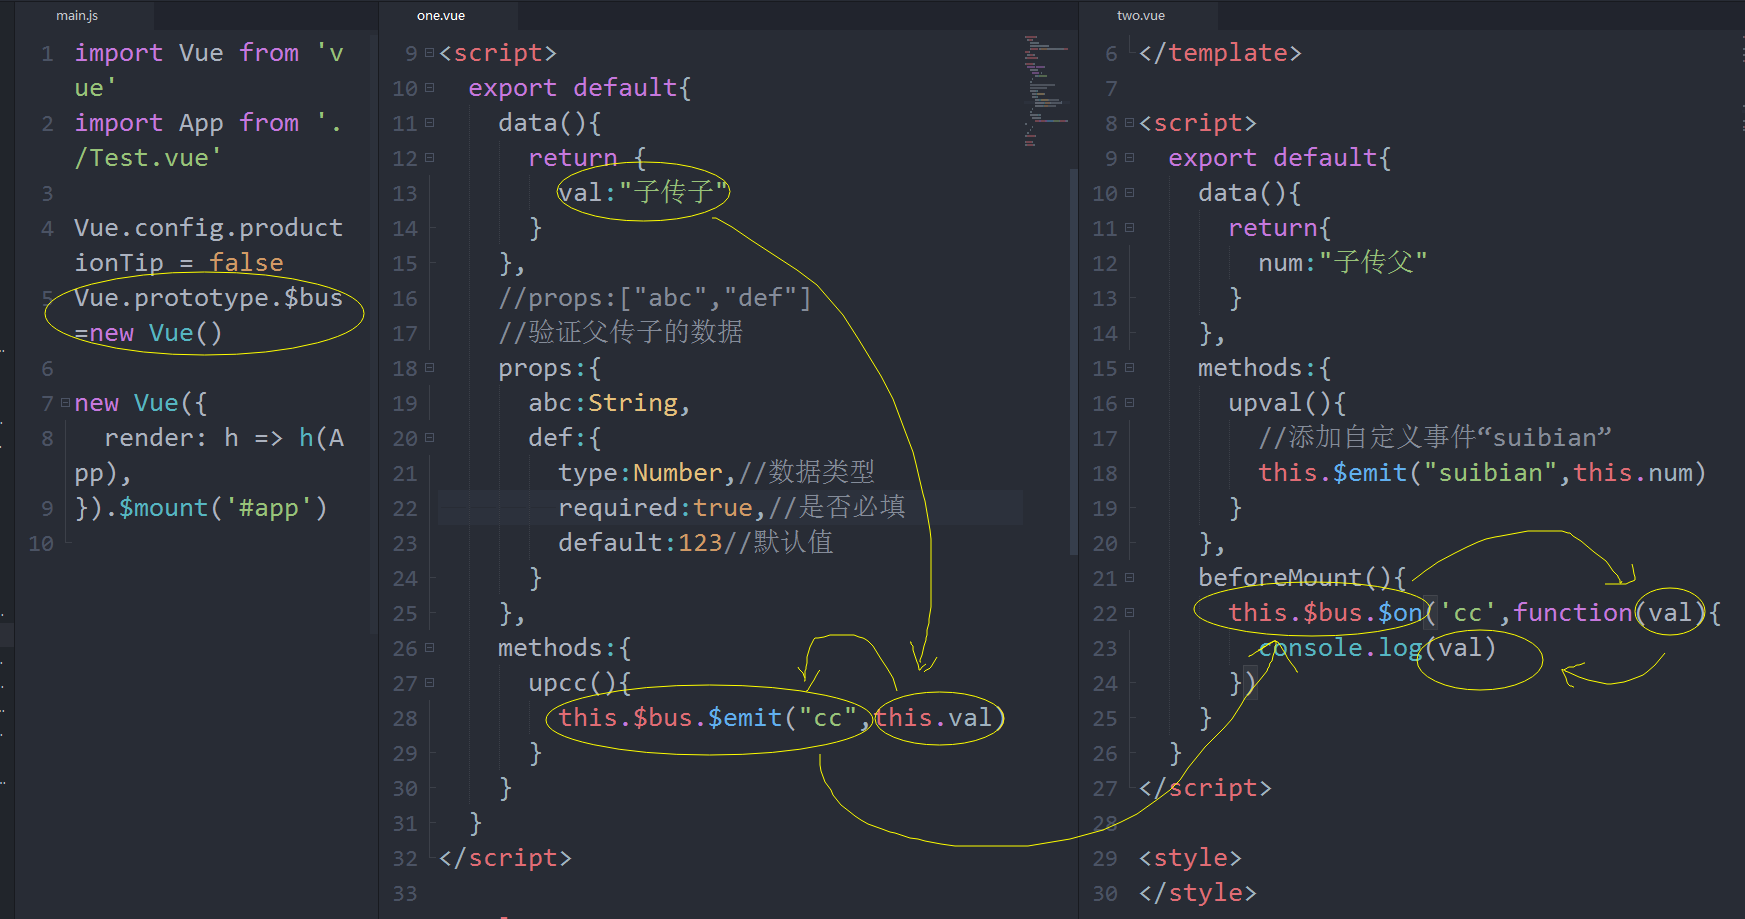 main.js
1 import Vue from 'v
ue'
2 import App from '.
/Test.vue'
3
4 Vue.config.product
ionTip = false
5 Vue.prototype.$bus
=new Vue()
6
7 new Vue({
8 render: h => h(A
pp),
9 }).$mount('#app')
10
one.vue
9 <script>
10 export default{
11 data(){
12 return {
13 val:"子传子"
14 }
15 },
16 //props:["abc","def"]
17 //验证父传子的数据
18 props:{
19 abc:String,
20 def:{
21 type:Number,//数据类型
22 required:true,//是否必填
23 default:123//默认值
24 }
25 },
26 methods:{
27 upcc(){
28 this.$bus.$emit("cc",this.val)
29 }
30 }
31 }
32 </script>
33
two.vue
6 </template>
7
8 <script>
9 export default{
10 data(){
11 return{
12 num:"子传父"
13 }
14 },
15 methods:{
16 upval(){
17 //添加自定义事件“suibian”
18 this.$emit("suibian",this.num)
19 }
20 },
21 beforeMount(){
22 this.$bus.$on('cc',function(val){
23 console.log(val)
24 })
25 }
26 }
27 </script>
28
29 <style>
30 </style>